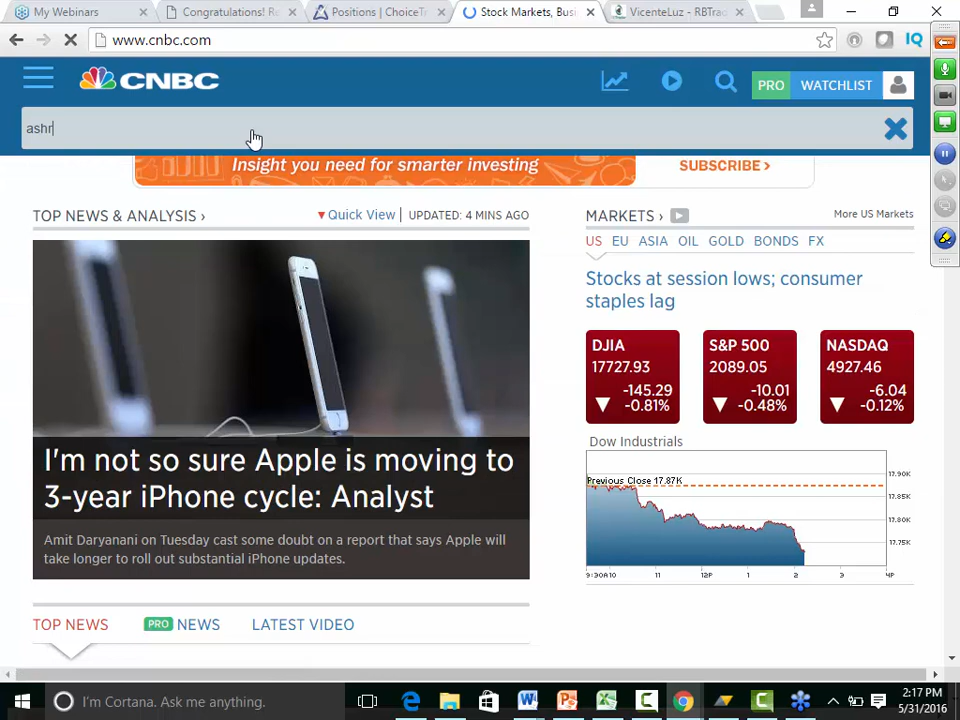 My Webinars
Congratulations! Re
Positions | ChoiceTr
Stock Markets, Busi
VicenteLuz - RBTrac
www.cnbc.com
IQ
CNBC
PRO
WATCHLIST
ashr
Insight you need for smarter investing
SUBSCRIBE ›
TOP NEWS & ANALYSIS ›
▼ Quick View | UPDATED: 4 MINS AGO
MARKETS ›
More US Markets
US EU ASIA OIL GOLD BONDS FX
Stocks at session lows; consumer
staples lag
DJIA
17727.93
-145.29
-0.81%
S&P 500
2089.05
-10.01
-0.48%
NASDAQ
4927.46
-6.04
-0.12%
Dow Industrials
Previous Close 17.87K
17.90K
17.85K
17.80K
17.75K
9:30A10 11 12P 1 2 3 4P
I'm not so sure Apple is moving to
3-year iPhone cycle: Analyst
Amit Daryanani on Tuesday cast some doubt on a report that says Apple will
take longer to roll out substantial iPhone updates.
TOP NEWS
PRO NEWS
LATEST VIDEO
I'm Cortana. Ask me anything.
2:17 PM
5/31/2016